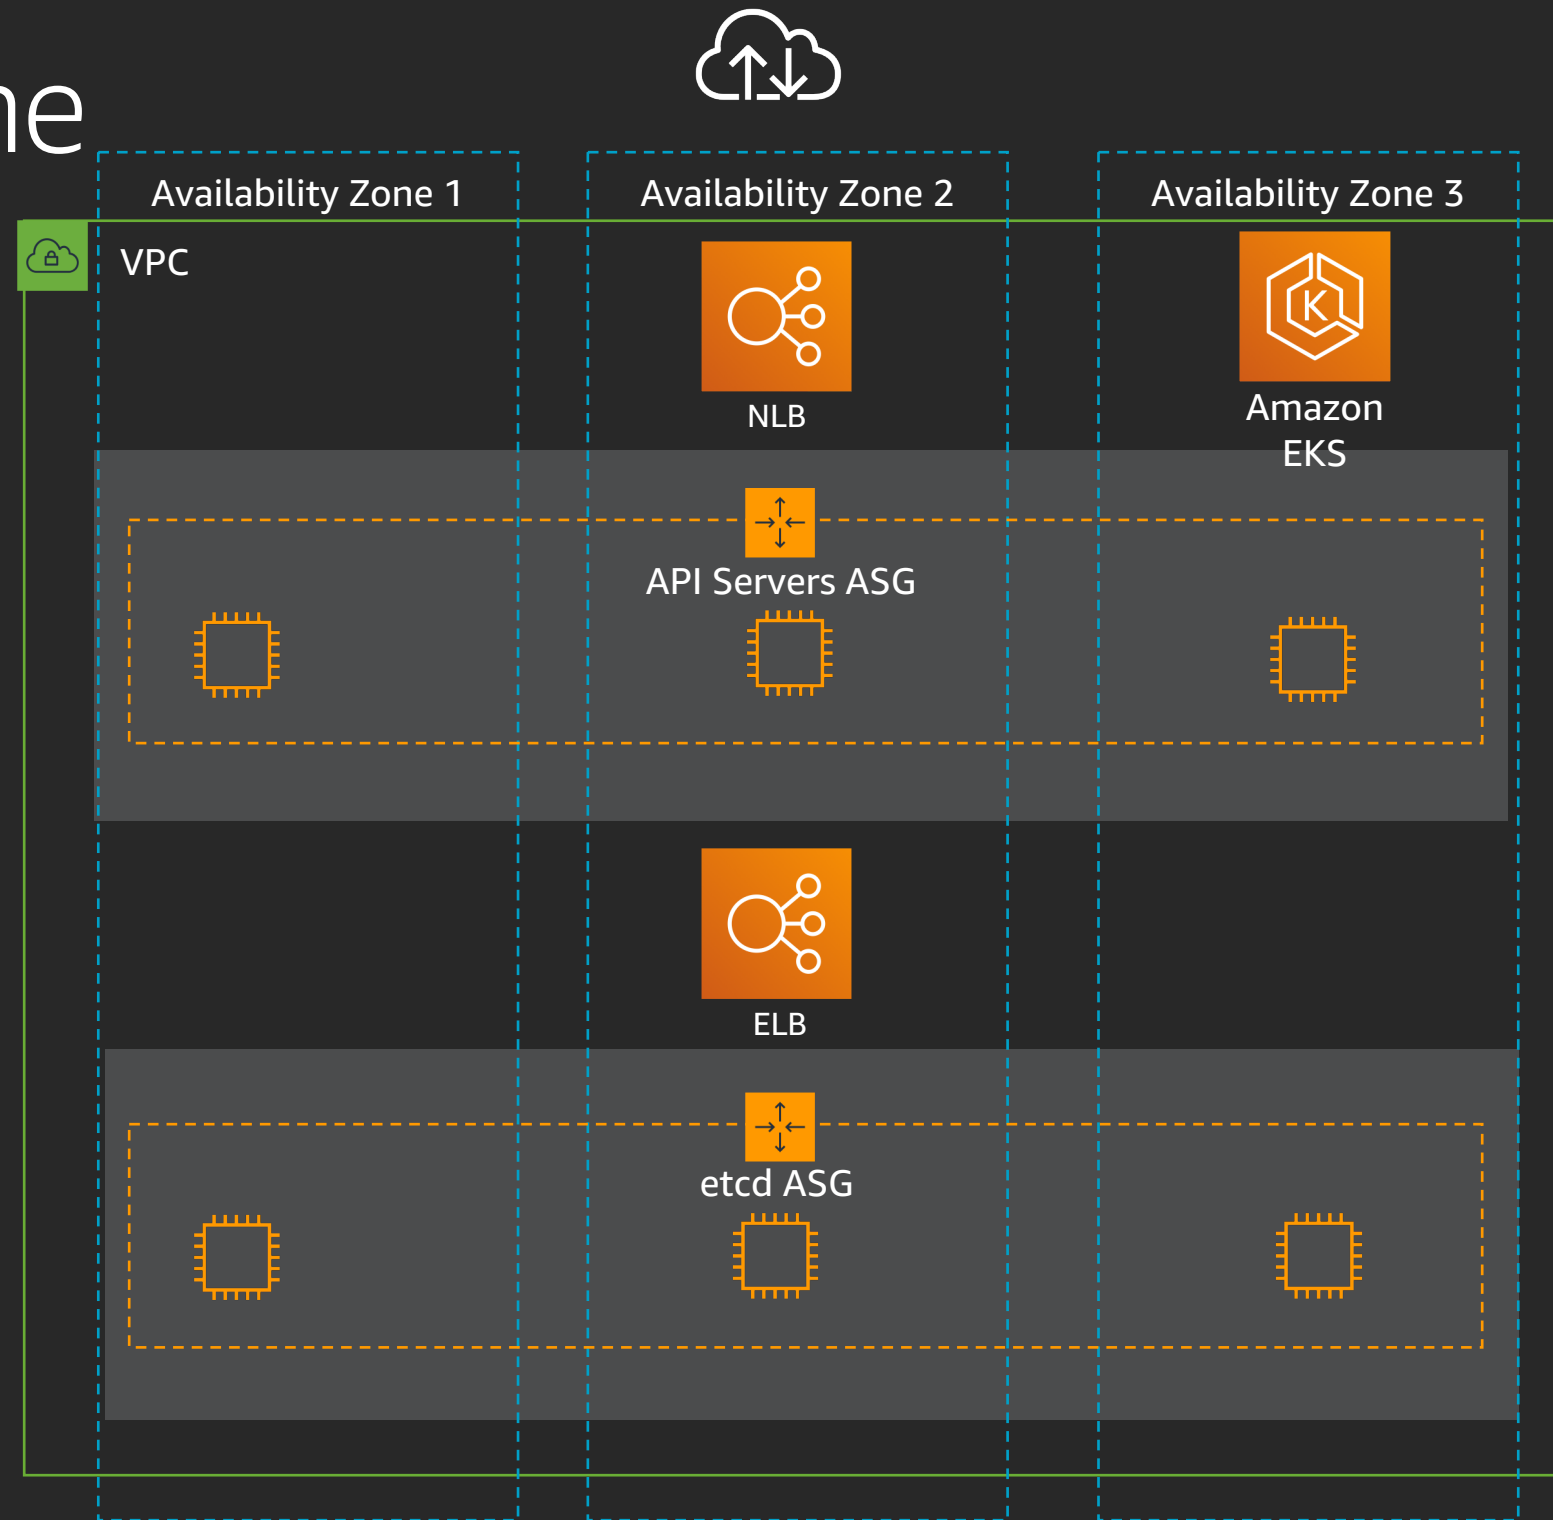 ne
Availability Zone 1
Availability Zone 2
Availability Zone 3
VPC
NLB
Amazon
EKS
API Servers ASG
ELB
etcd ASG